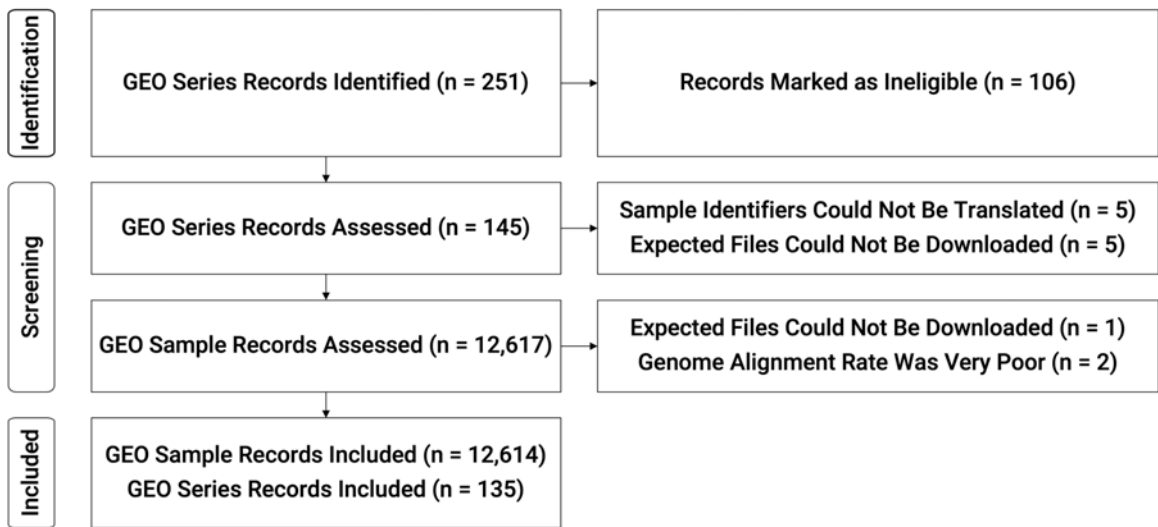 Identification
GEO Series Records Identified (n = 251)
Records Marked as Ineligible (n = 106)
Screening
GEO Series Records Assessed (n = 145)
Sample Identifiers Could Not Be Translated (n = 5)
Expected Files Could Not Be Downloaded (n = 5)
GEO Sample Records Assessed (n = 12,617)
Expected Files Could Not Be Downloaded (n = 1)
Genome Alignment Rate Was Very Poor (n = 2)
Included
GEO Sample Records Included (n = 12,614)
GEO Series Records Included (n = 135)